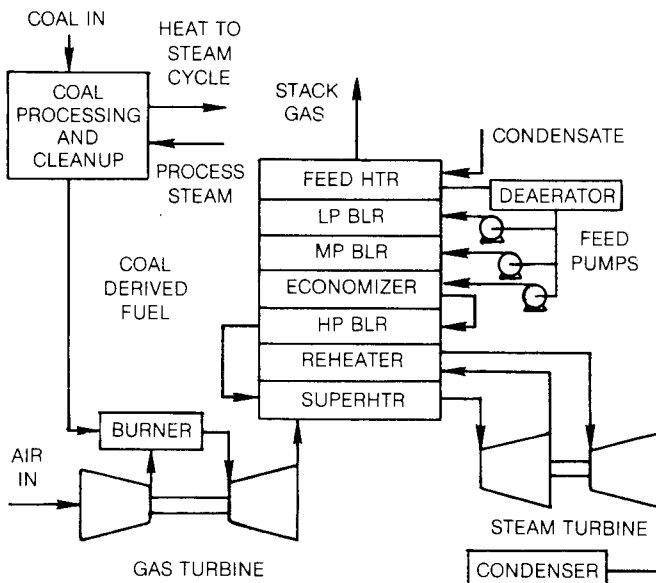 COAL IN
HEAT TO
STEAM
CYCLE
COAL
PROCESSING
AND
CLEANUP
PROCESS
STEAM
STACK
GAS
CONDENSATE
FEED HTR
DEAERATOR
LP BLR
FEED
PUMPS
MP BLR
COAL
DERIVED
FUEL
ECONOMIZER
HP BLR
REHEATER
SUPERHTR
BURNER
AIR
IN
STEAM TURBINE
GAS TURBINE
CONDENSER